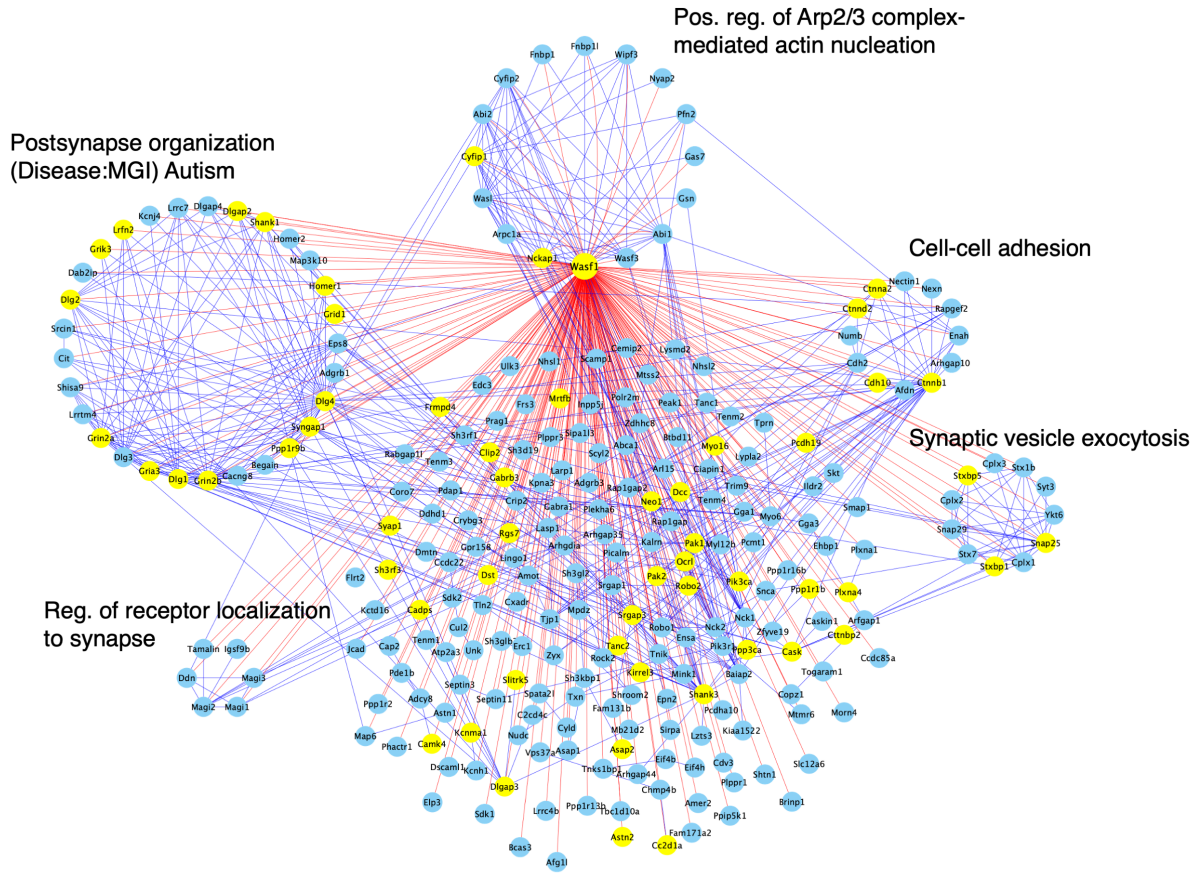 Pos. reg. of Arp2/3 complex-
mediated actin nucleation
Fnbp1l
Fnbp1
Wipf3
Cyfip2
Nyap2
Abi2
Pfn2
Cyfip1
Gas7
Wasl
Gsn
Arpc1a
Abi1
Nckap1
Wasf1
Wasf3
Postsynapse organization
(Disease:MGI) Autism
Kcnj4
Lrrc7
Dlgap4
Dlgap2
Shank1
Lrfn2
Homer2
Grik3
Map3k10
Dab2ip
Homer1
Dlg2
Grid1
Srcin1
Eps8
Cit
Adgrb1
Shisa9
Dlg4
Lrrtm4
Syngap1
Grin2a
Ppp1r9b
Dlg3
Begain
Gria3
Dlg1
Grin2b
Cacng8
Cell-cell adhesion
Ctnna2
Nectin1
Nexn
Ctnnd2
Rapgef2
Numb
Enah
Cdh2
Arhgap10
Cdh10
Afdn
Ctnnb1
Synaptic vesicle exocytosis
Stxbp5
Cplx3
Stx1b
Syt3
Cplx2
Ykt6
Snap29
Snap25
Stx7
Stxbp1
Cplx1
Reg. of receptor localization
to synapse
Tamalin
Igsf9b
Ddn
Magi3
Magi2
Magi1
Ulk3
Nhsl1
Scamp1
Cemip2
Lysmd2
Edc3
Mtss2
Nhsl2
Frmpd4
Frs3
Mrtfb
Inpp5j
Polr2m
Peak1
Tanc1
Prag1
Tenm2
Sh3rf1
Plppr3
Sipa1l3
Zdhhc8
Tprn
Rabgap1l
Clip2
Sh3d19
Abca1
Btbd11
Myo16
Pcdh19
Tenm3
Scyl2
Lypla2
Gabrb3
Larp1
Arl15
Ciapin1
Skt
Coro7
Pdap1
Kpna3
Adgrb3
Rap1gap2
Dcc
Trim9
Ildr2
Ddhd1
Crip2
Gabra1
Plekha6
Neo1
Tenm4
Smap1
Syap1
Crybg3
Lasp1
Rap1gap
Gga1
Myo6
Gga3
Rgs7
Arhgap35
Kalrn
Pak1
Myl12b
Pcmt1
Ehbp1
Plxna1
Dmtn
Gpr158
Lingo1
Arhgdia
Picalm
Ocrl
Ccdc22
Sh3rf3
Dst
Amot
Sh3gl2
Pak2
Robo2
Pik3ca
Ppp1r16b
Flrt2
Sdk2
Srgap1
Snca
Ppp1r1b
Plxna4
Kctd16
Cadps
Tln2
Cxadr
Mpdz
Srgap3
Nck1
Arfgap1
Cul2
Tjp1
Robo1
Ensa
Nck2
Zfyve19
Caskin1
Cttnbp2
Jcad
Cap2
Tenm1
Atp2a3
Unk
Sh3glb
Erc1
Zyx
Rock2
Tanc2
Tnik
Pik3r1
Ppp3ca
Cask
Ccdc85a
Pde1b
Septin3
Slitrk5
Sh3kbp1
Kirrel3
Mink1
Baiap2
Togaram1
Ppp1r2
Adcy8
Septin11
Spata2l
Txn
Shroom2
Epn2
Shank3
Copz1
Astn1
C2cd4c
Fam131b
Pcdha10
Mtmr6
Morn4
Map6
Camk4
Kcnma1
Nudc
Cyld
Mb21d2
Sirpa
Lzts3
Kiaa1522
Phactr1
Vps37a
Asap1
Asap2
Dscaml1
Kcnh1
Tnks1bp1
Arhgap44
Eif4b
Eif4h
Cdv3
Slc12a6
Dlgap3
Chmp4b
Plppr1
Shtn1
Elp3
Sdk1
Lrrc4b
Ppp1r13b
Tbc1d10a
Amer2
Ppip5k1
Brinp1
Bcas3
Astn2
Cc2d1a
Fam171a2
Afg1l